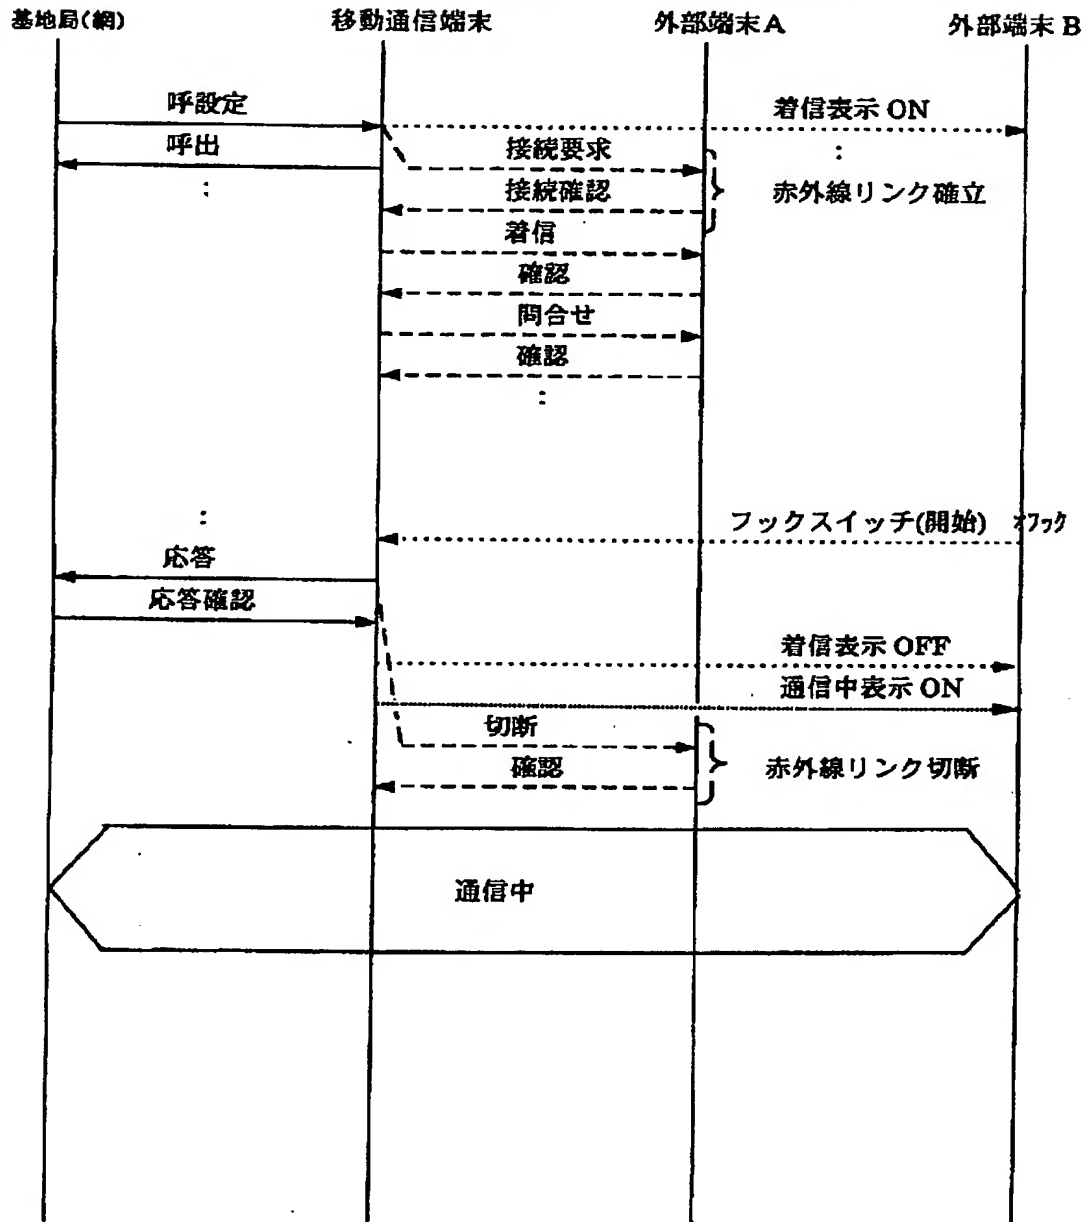 基地局(網)
移動通信端末
外部端末A
外部端末 B
呼設定
着信表示 ON
呼出
接続要求
:
:
接続確認
赤外線リンク確立
着信
確認
問合せ
確認
:
:
フックスイッチ(開始)
ｵﾌｯｸ
応答
応答確認
着信表示 OFF
通信中表示 ON
切断
確認
赤外線リンク切断
通信中